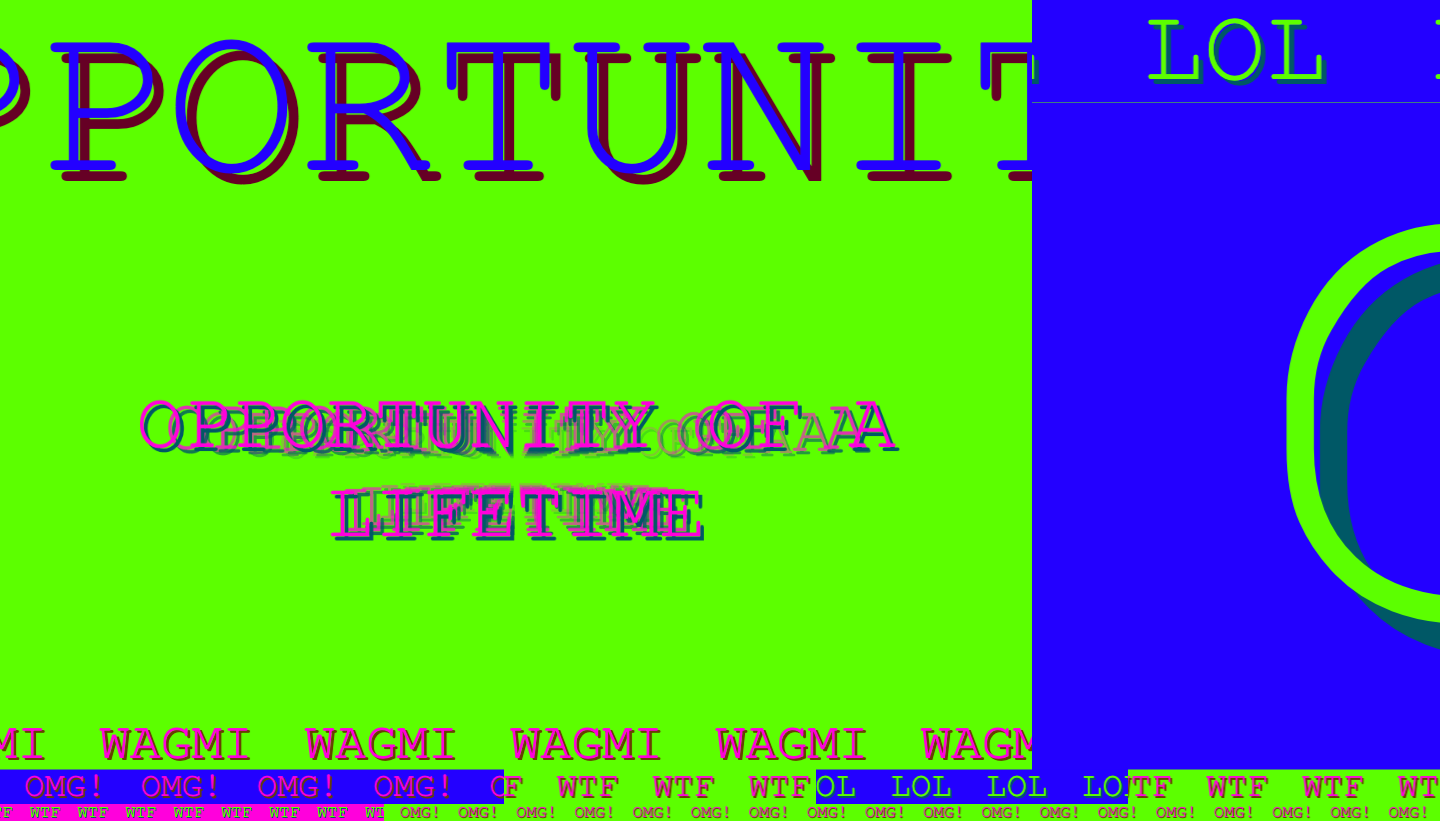 PPORTUNIT
LOL
OPPORTUNITY OF A
LIFETIME
MI WAGMI WAGMI WAGMI WAGMI WAGM
OMG! OMG! OMG! OMG! O
F WTF WTF WTF
OL LOL LOL LO
TF WTF WTF WT
F WTF WTF WTF WTF WTF WTF WTF WT
OMG! OMG! OMG! OMG! OMG! OMG! OMG! OMG! OMG! OMG! OMG! OMG! OMG! OMG! OMG! OMG! OMG! OMG!